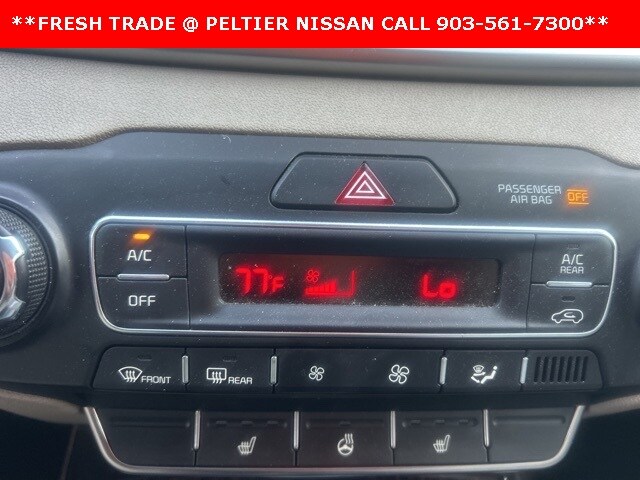 **FRESH TRADE @ PELTIER NISSAN CALL 903-561-7300**
PASSENGER
AIR BAG OFF
A/C
OFF
77F
Lo
A/C
REAR
FRONT
REAR